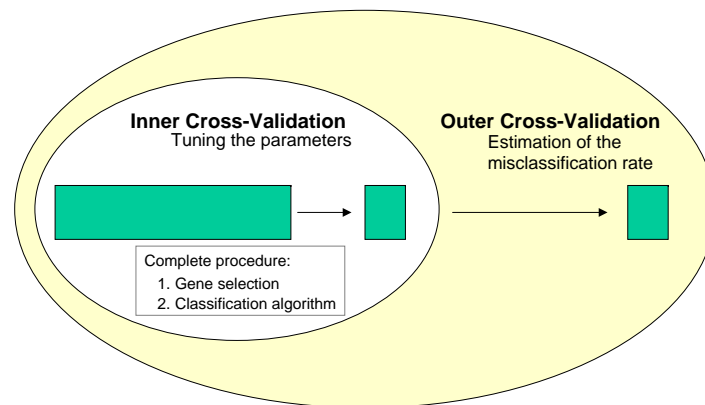 Inner Cross-Validation
Tuning the parameters
Outer Cross-Validation
Estimation of the
misclassification rate
Complete procedure:
1. Gene selection
2. Classification algorithm